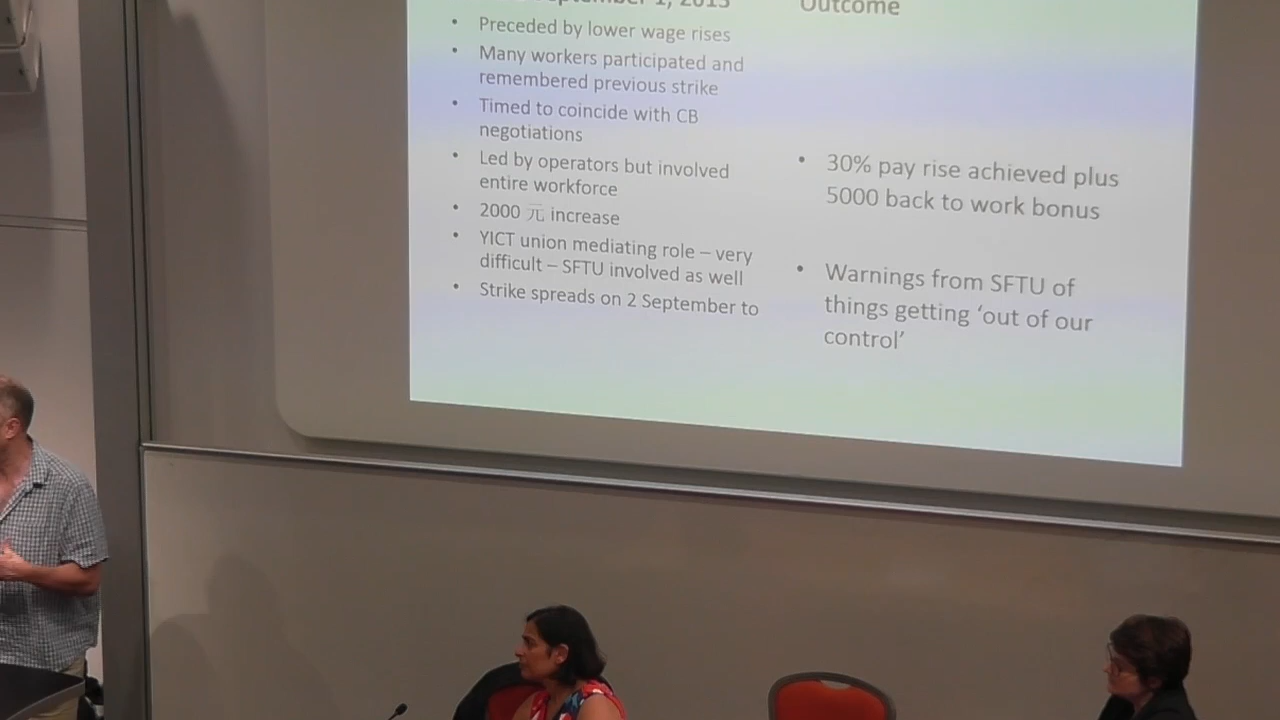 1, 2013
Preceded by lower wage rises
Many workers participated and
remembered previous strike
Timed to coincide with CB
negotiations
Led by operators but involved
entire workforce
2000 元 increase
YICT union mediating role – very
difficult – SFTU involved as well
Strike spreads on 2 September to
Outcome
30% pay rise achieved plus
5000 back to work bonus
Warnings from SFTU of
things getting ‘out of our
control’